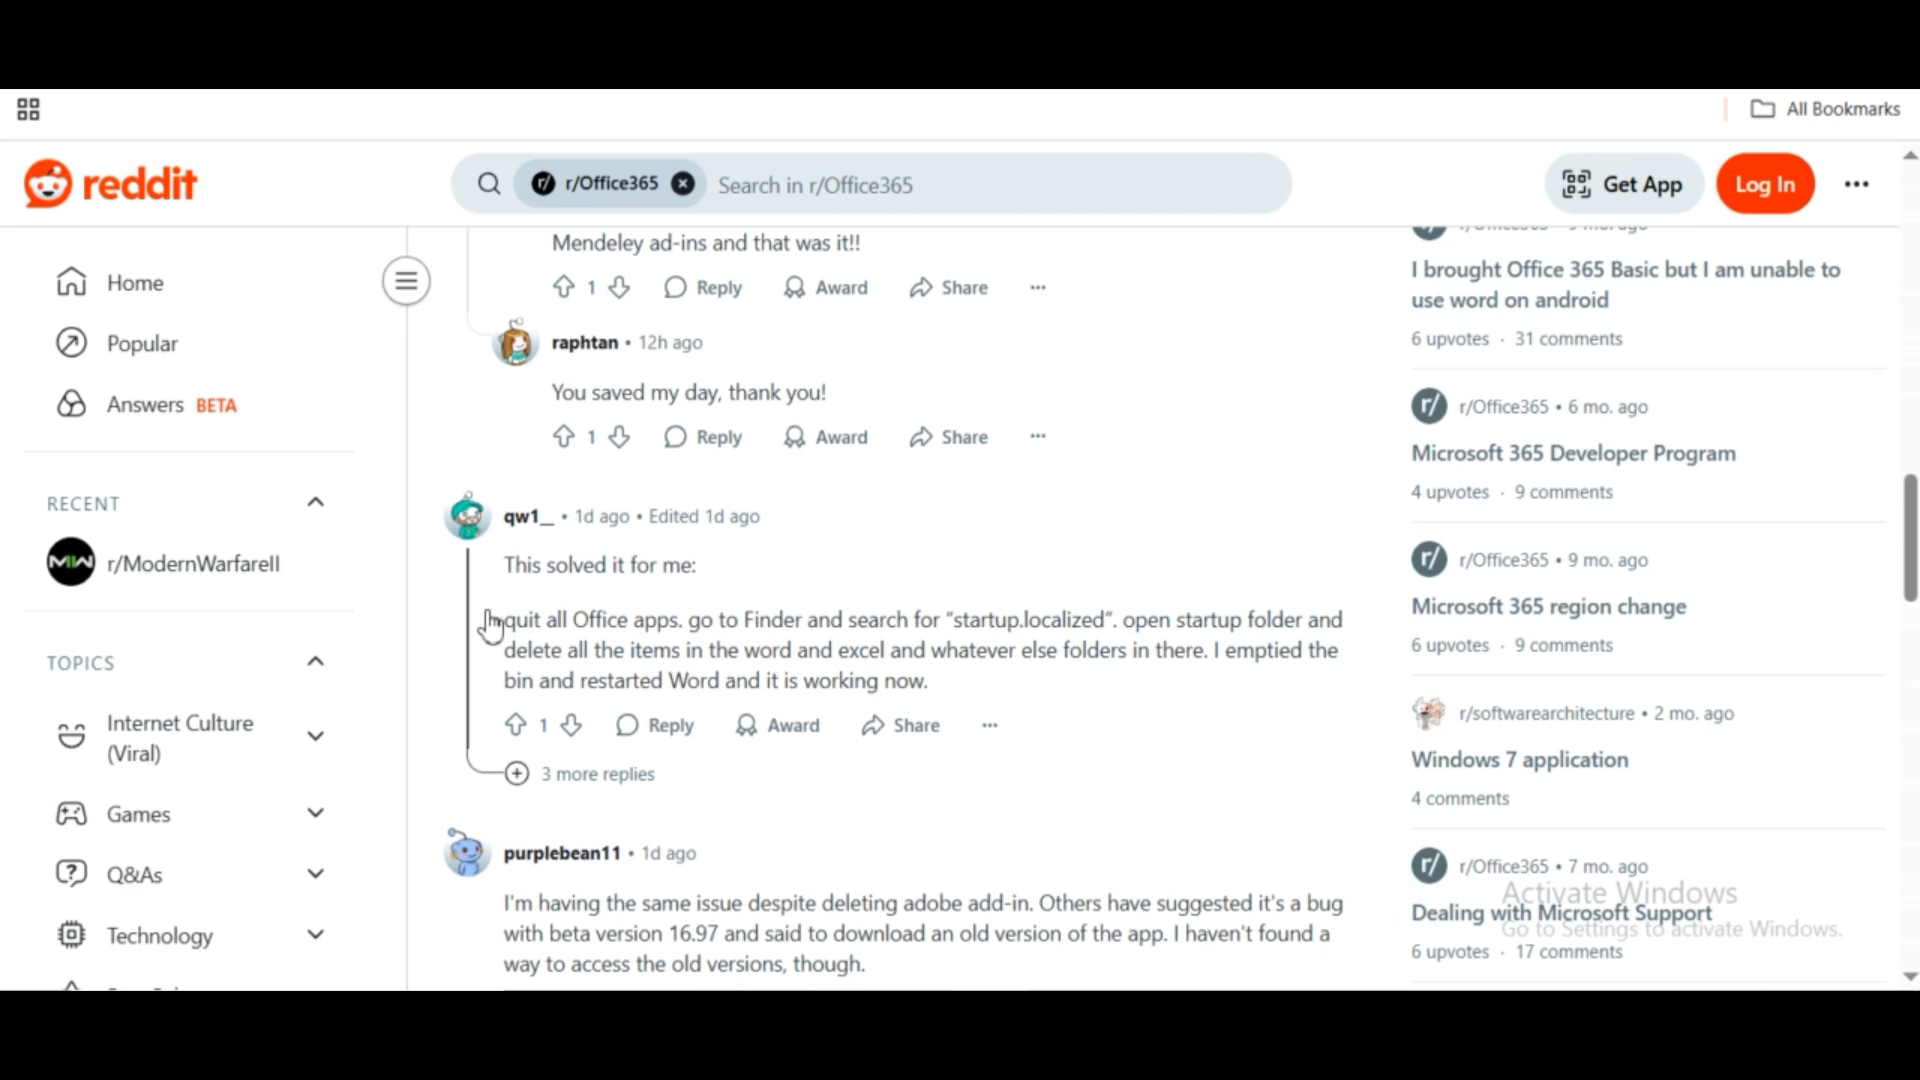 All Bookmarks
reddit
r/Office365 Search in r/Office365
Get App
Log In
Home
Popular
Answers BETA
RECENT
MW r/ModernWarfareII
TOPICS
Internet Culture
(Viral)
Games
Q&As
Technology
Mendeley ad-ins and that was it!!
1 Reply Award Share
raphtan • 12h ago
You saved my day, thank you!
1 Reply Award Share
qw1_ • 1d ago • Edited 1d ago
This solved it for me:
quit all Office apps. go to Finder and search for “startup.localized”. open startup folder and
delete all the items in the word and excel and whatever else folders in there. I emptied the
bin and restarted Word and it is working now.
1 Reply Award Share
3 more replies
purplebean11 • 1d ago
I'm having the same issue despite deleting adobe add-in. Others have suggested it's a bug
with beta version 16.97 and said to download an old version of the app. I haven't found a
way to access the old versions, though.
I brought Office 365 Basic but I am unable to
use word on android
6 upvotes · 31 comments
r/ r/Office365 • 6 mo. ago
Microsoft 365 Developer Program
4 upvotes · 9 comments
r/ r/Office365 • 9 mo. ago
Microsoft 365 region change
6 upvotes · 9 comments
r/softwarearchitecture • 2 mo. ago
Windows 7 application
4 comments
r/ r/Office365 • 7 mo. ago
Dealing with Microsoft Support
6 upvotes · 17 comments
Activate Windows
Go to Settings to activate Windows.